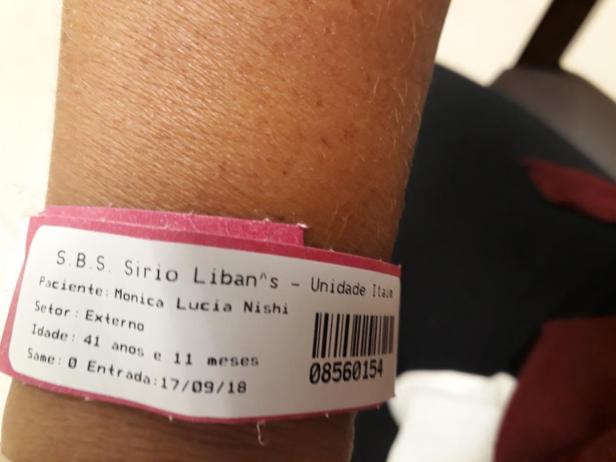 S.B.S. Sirio Liban^s - Unidade Itaim
Paciente: Monica Lucia Nishi
Setor: Externo
Idade: 41 anos e 11 meses
Same: 0 Entrada:17/09/18
08560154